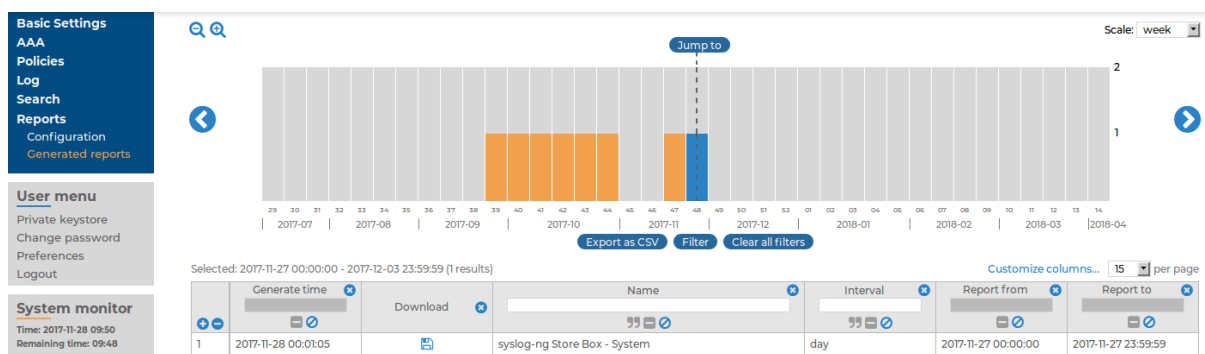 Basic Settings
AAA
Policies
Log
Search
Reports
Configuration
Generated reports
User menu
Private keystore
Change password
Preferences
Logout
System monitor
Time: 2017-11-28 09:50
Remaining time: 09:48
Scale: week
Jump to
2
1
29 30 31 32 33 34 35 36 37 38 39 40 41 42 43 44 45 46 47 48 49 50 51 52 01 02 03 04 05 06 07 08 09 10 11 12 13 14
2017-07 2017-08 2017-09 2017-10 2017-11 2017-12 2018-01 2018-02 2018-03 2018-04
Export as CSV Filter Clear all filters
Selected: 2017-11-27 00:00:00 - 2017-12-03 23:59:59 (1 results)
Customize columns... 15 per page
Generate time Download Name Interval Report from Report to
1 2017-11-28 00:01:05 syslog-ng Store Box - System day 2017-11-27 00:00:00 2017-11-27 23:59:59